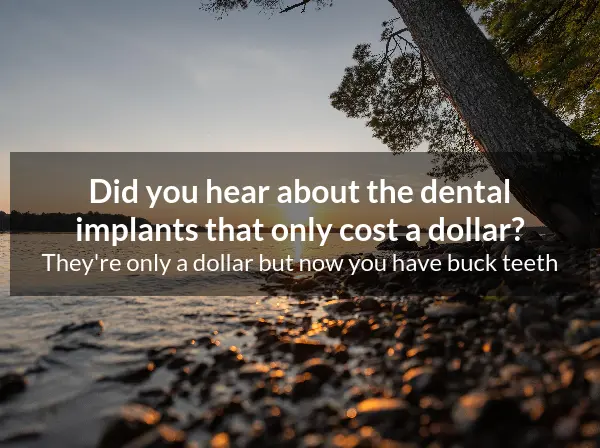 Did you hear about the dental
implants that only cost a dollar?
They're only a dollar but now you have buck teeth